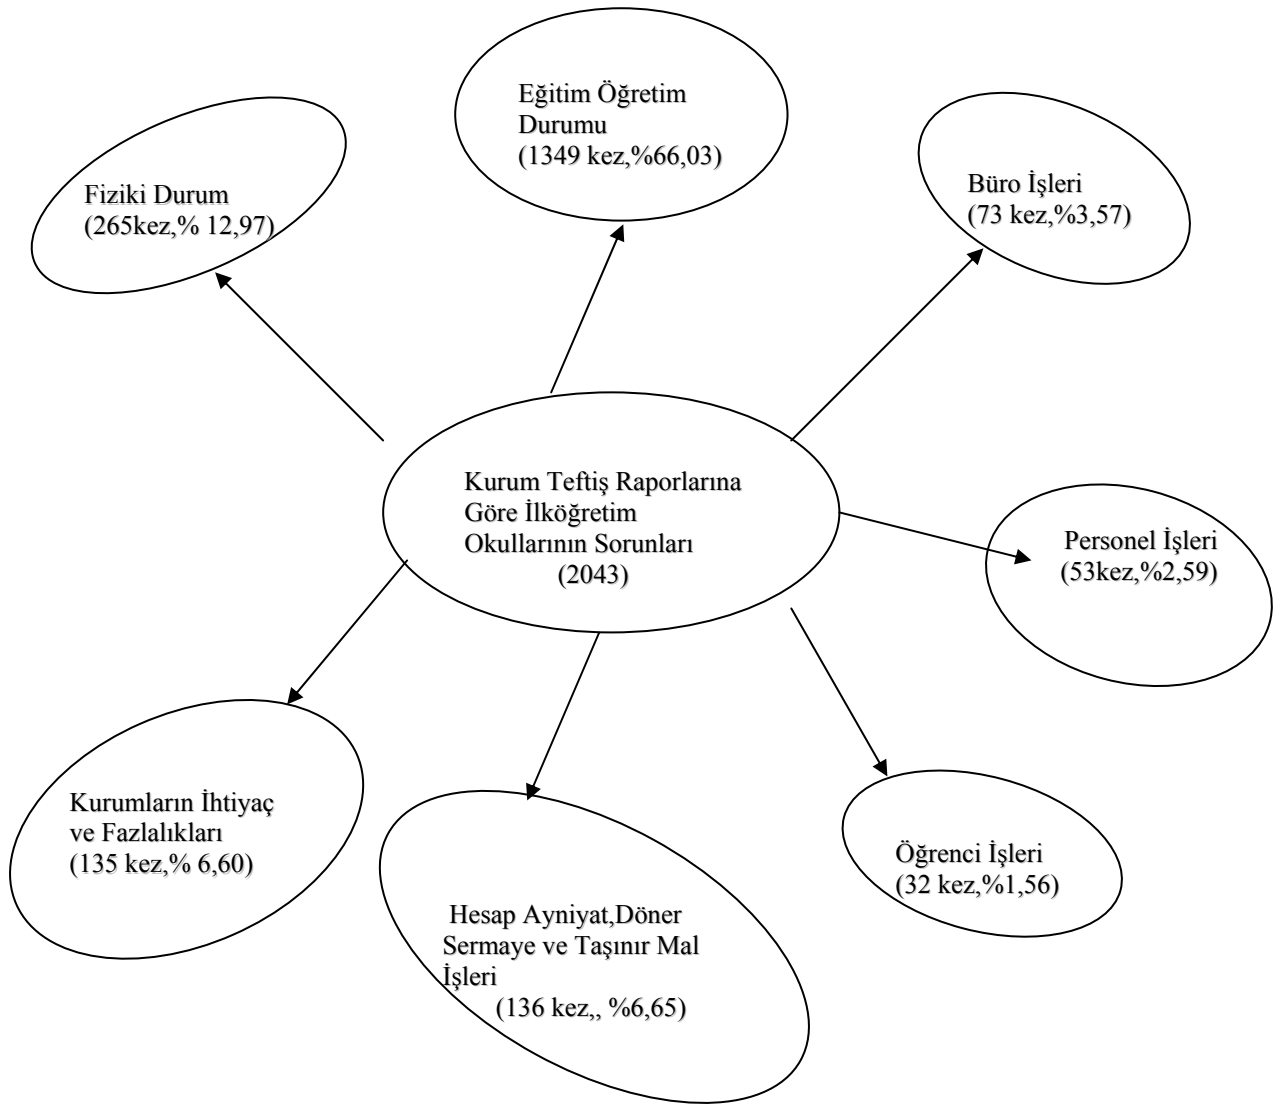 Eğitim Öğretim
Durumu
(1349 kez,%66,03)
Fiziki Durum
(265kez,% 12,97)
Büro İşleri
(73 kez,%3,57)
Kurum Teftiş Raporlarına
Göre İlköğretim
Okullarının Sorunları
(2043)
Personel İşleri
(53kez,%2,59)
Kurumların İhtiyaç
ve Fazlalıkları
(135 kez,% 6,60)
Öğrenci İşleri
(32 kez,%1,56)
Hesap Ayniyat,Döner
Sermaye ve Taşınır Mal
İşleri
(136 kez,, %6,65)